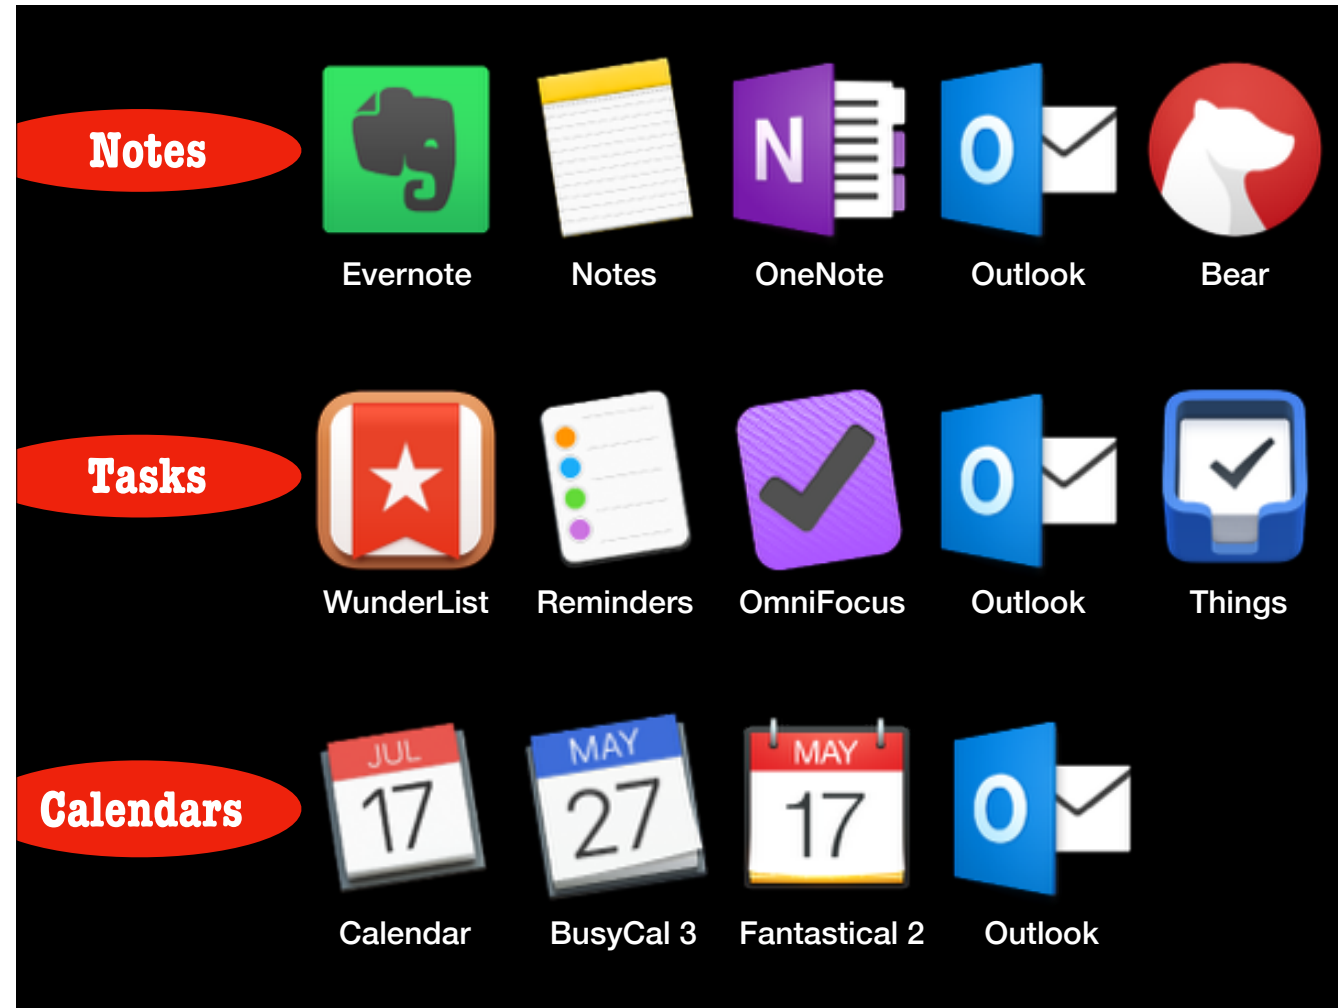 Notes
N
O
Evernote
Notes
OneNote
Outlook
Bear
Tasks
O
WunderList
Reminders
OmniFocus
Outlook
Things
Calendars
JUL
17
MAY
27
MAY
17
O
Calendar
BusyCal 3
Fantastical 2
Outlook